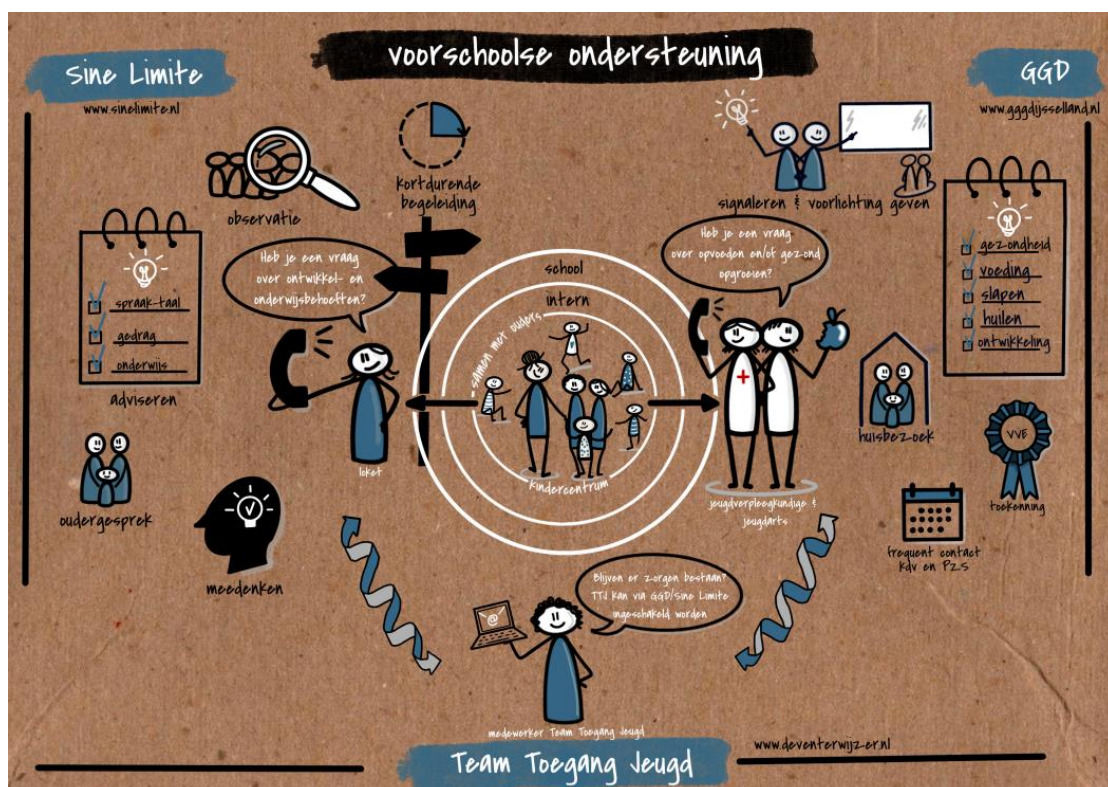 voorschoolse ondersteuning
Sine Limite
www.sinelimite.nl
GGD
www.gggdijsselland.nl
observatie
kortdurende
begeleiding
signaleren & voorlichting geven
spraak-taal
gedrag
onderwijs
adviseren
Heb je een vraag
over ontwikkel- en
onderwijsbehoeften?
loket
oudergesprek
meedenken
school
intern
samen met ouders
kindercentrum
Heb je een vraag
over opvoeden en/of gezond
opgroeien?
jeugdverpleegkundige &
jeugdarts
gezondheid
voeding
slapen
huilen
ontwikkeling
huisbezoek
VVE
toekenning
frequent contact
kdv en PZS
Blijven er zorgen bestaan?
TTJ kan via GGD/Sine Limite
ingeschakeld worden
@
medewerker Team Toegang Jeugd
Team Toegang Jeugd
www.deventerwijzer.nl